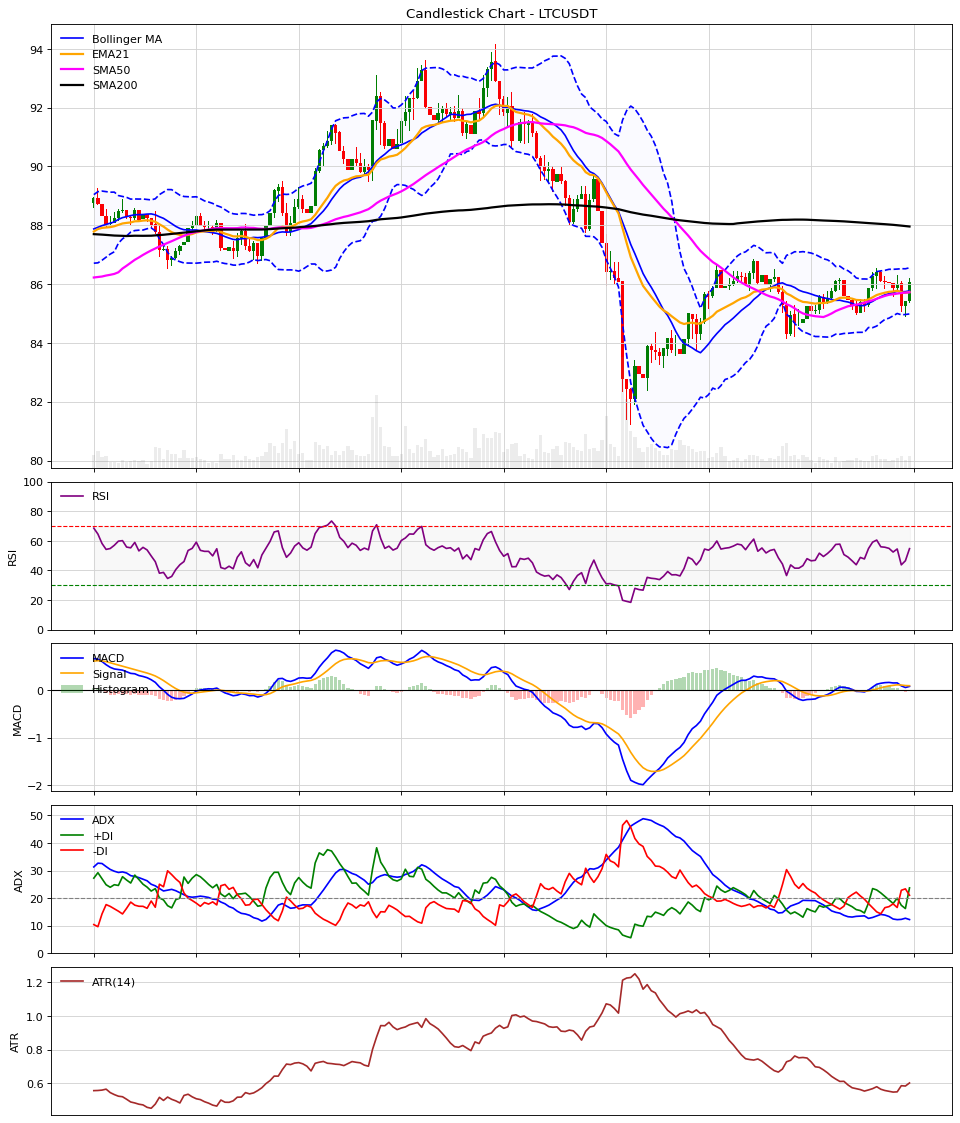 Candlestick Chart - LTCUSDT
Bollinger MA
EMA21
SMA50
SMA200
94
92
90
88
86
84
82
80
RSI
RSI
100
80
60
40
20
0
MACD
Signal
Histogram
MACD
0
−1
−2
ADX
+DI
-DI
ADX
50
40
30
20
10
0
ATR(14)
ATR
1.2
1.0
0.8
0.6